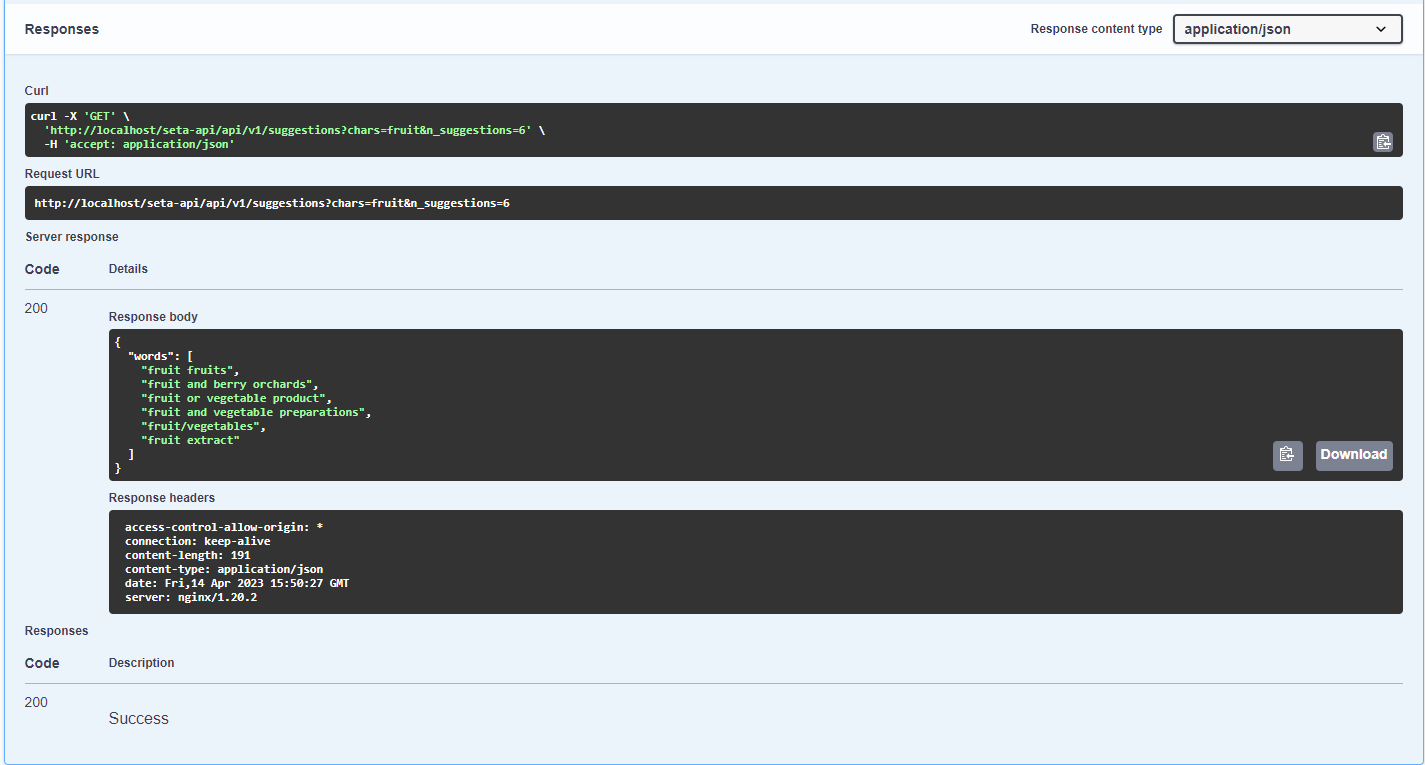 Responses
Response content type
application/json
Curl
curl -X 'GET' \
  'http://localhost/seta-api/api/v1/suggestions?chars=fruit&n_suggestions=6' \
  -H 'accept: application/json'
Request URL
http://localhost/seta-api/api/v1/suggestions?chars=fruit&n_suggestions=6
Server response
Code Details
200
Response body
{
  "words": [
    "fruit fruits",
    "fruit and berry orchards",
    "fruit or vegetable product",
    "fruit and vegetable preparations",
    "fruit/vegetables",
    "fruit extract"
  ]
}
Download
Response headers
access-control-allow-origin: *
connection: keep-alive
content-length: 191
content-type: application/json
date: Fri,14 Apr 2023 15:50:27 GMT
server: nginx/1.20.2
Responses
Code Description
200
Success